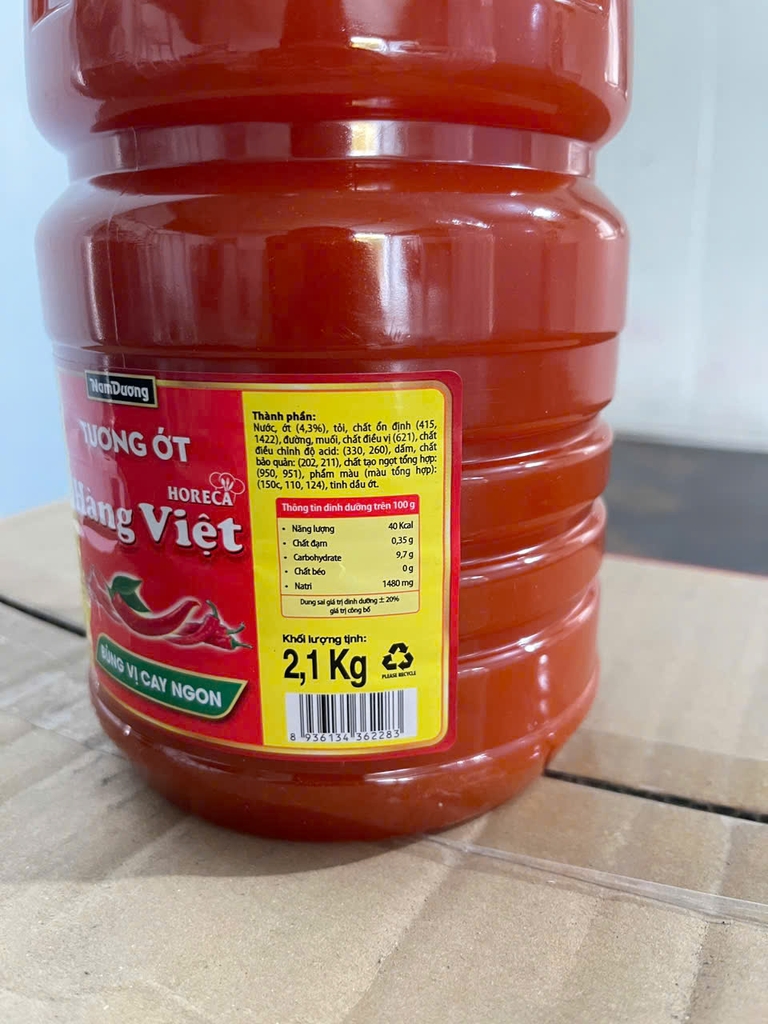 NamDương
TƯƠNG ỚT
HORECA
Hàng Việt
BÙNG VỊ CAY NGON
Thành phần:
Nước, ớt (4,3%), tỏi, chất ổn định (415,
1422), đường, muối, chất điều vị (621), chất
điều chỉnh độ acid: (330, 260), dấm, chất
bảo quản: (202, 211), chất tạo ngọt tổng hợp:
(950, 951), phẩm màu (màu tổng hợp):
(150c, 110, 124), tinh dầu ớt.
Thông tin dinh dưỡng trên 100 g
• Năng lượng 40 Kcal
• Chất đạm 0,35 g
• Carbohydrate 9,7 g
• Chất béo 0 g
• Natri 1480 mg
Dung sai giá trị dinh dưỡng ± 20%
giá trị công bố
Khối lượng tịnh:
2,1 Kg
PLEASE RECYCLE
8 936134 362283